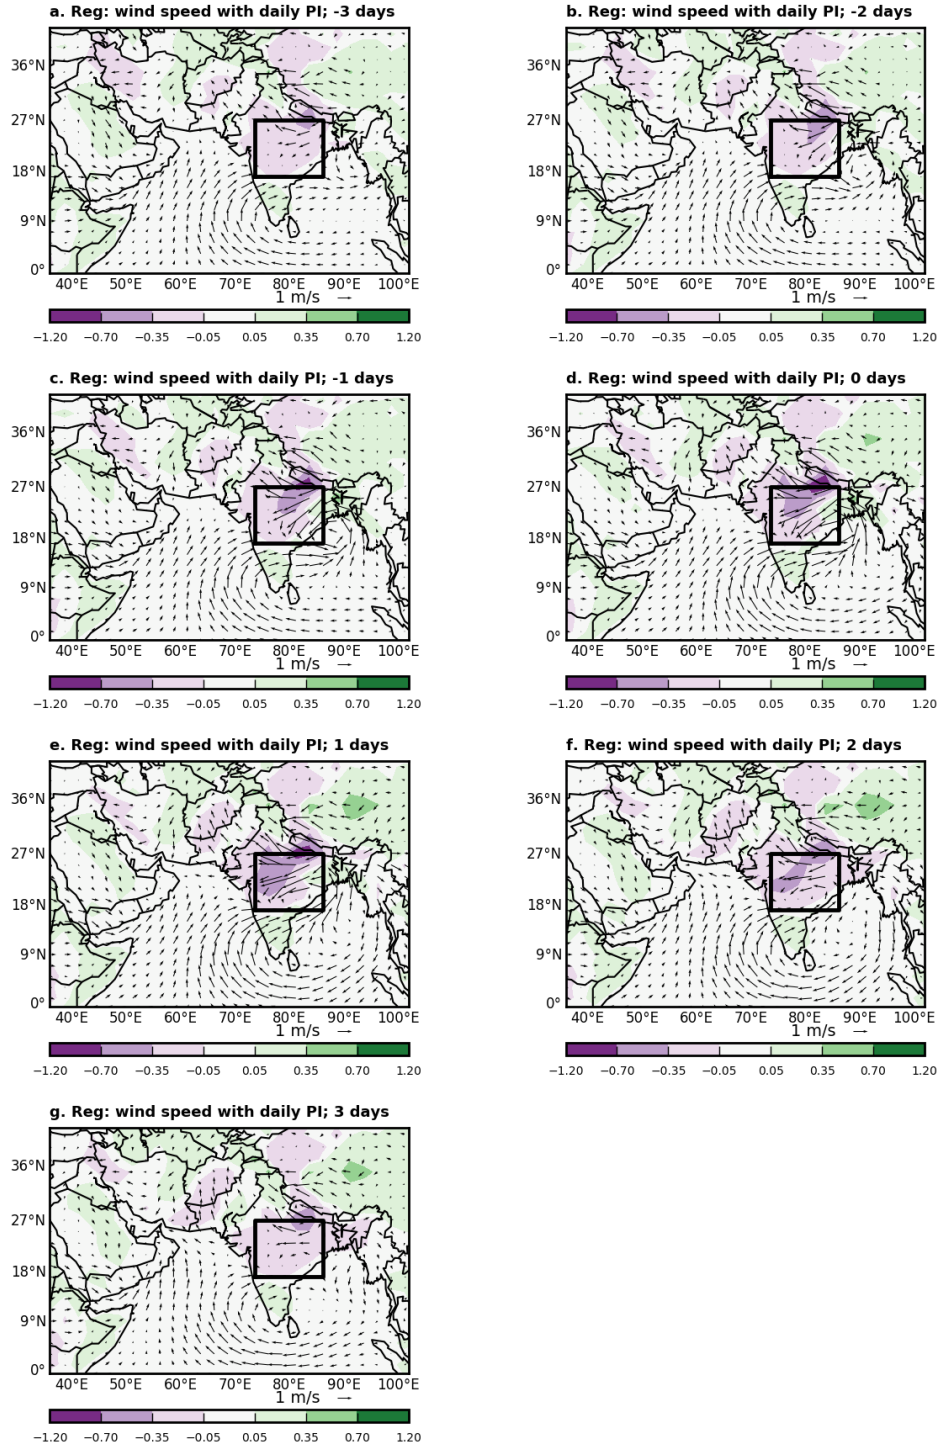 a. Reg: wind speed with daily PI; -3 days
36°N
27°N
18°N
9°N
0°
40°E 50°E 60°E 70°E 80°E 90°E 100°E
1 m/s
−1.20 −0.70 −0.35 −0.05 0.05 0.35 0.70 1.20
b. Reg: wind speed with daily PI; -2 days
36°N
27°N
18°N
9°N
0°
40°E 50°E 60°E 70°E 80°E 90°E 100°E
1 m/s
−1.20 −0.70 −0.35 −0.05 0.05 0.35 0.70 1.20
c. Reg: wind speed with daily PI; -1 days
36°N
27°N
18°N
9°N
0°
40°E 50°E 60°E 70°E 80°E 90°E 100°E
1 m/s
−1.20 −0.70 −0.35 −0.05 0.05 0.35 0.70 1.20
d. Reg: wind speed with daily PI; 0 days
36°N
27°N
18°N
9°N
0°
40°E 50°E 60°E 70°E 80°E 90°E 100°E
1 m/s
−1.20 −0.70 −0.35 −0.05 0.05 0.35 0.70 1.20
e. Reg: wind speed with daily PI; 1 days
36°N
27°N
18°N
9°N
0°
40°E 50°E 60°E 70°E 80°E 90°E 100°E
1 m/s
−1.20 −0.70 −0.35 −0.05 0.05 0.35 0.70 1.20
f. Reg: wind speed with daily PI; 2 days
36°N
27°N
18°N
9°N
0°
40°E 50°E 60°E 70°E 80°E 90°E 100°E
1 m/s
−1.20 −0.70 −0.35 −0.05 0.05 0.35 0.70 1.20
g. Reg: wind speed with daily PI; 3 days
36°N
27°N
18°N
9°N
0°
40°E 50°E 60°E 70°E 80°E 90°E 100°E
1 m/s
−1.20 −0.70 −0.35 −0.05 0.05 0.35 0.70 1.20